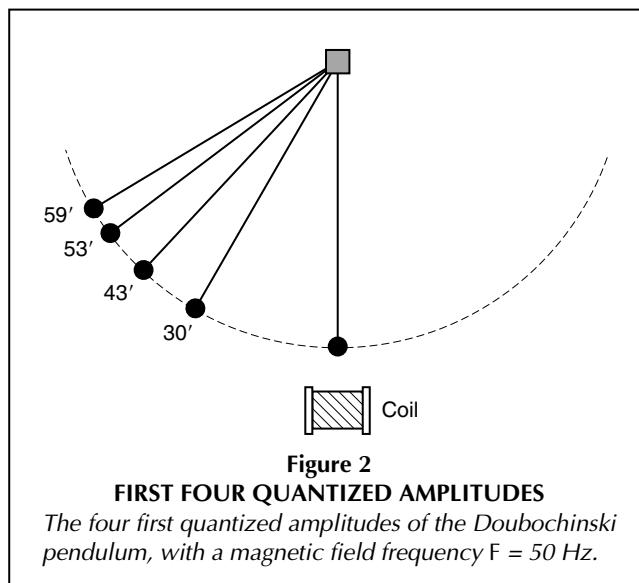 59′
53′
43′
30′
Coil
Figure 2
FIRST FOUR QUANTIZED AMPLITUDES
The four first quantized amplitudes of the Doubochinski
pendulum, with a magnetic field frequency F = 50 Hz.